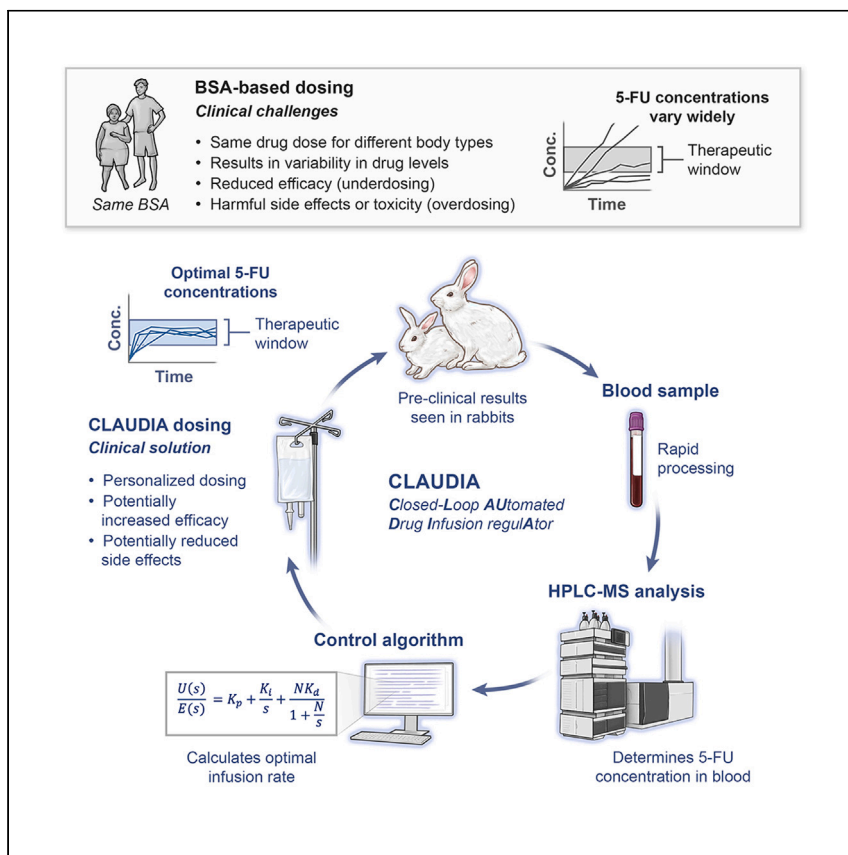 BSA-based dosing
Clinical challenges
• Same drug dose for different body types
• Results in variability in drug levels
• Reduced efficacy (underdosing)
• Harmful side effects or toxicity (overdosing)
Same BSA
5-FU concentrations
vary widely
Conc.
Time
Therapeutic
window
Optimal 5-FU
concentrations
Conc.
Time
Therapeutic
window
Pre-clinical results
seen in rabbits
Blood sample
Rapid
processing
CLAUDIA dosing
Clinical solution
• Personalized dosing
• Potentially
increased efficacy
• Potentially reduced
side effects
CLAUDIA
Closed-Loop AUtomated
Drug Infusion regulAtor
HPLC-MS analysis
Determines 5-FU
concentration in blood
Control algorithm
U(s)/E(s) = K_p + K_i/s + NK_d/(1 + N/s)
Calculates optimal
infusion rate